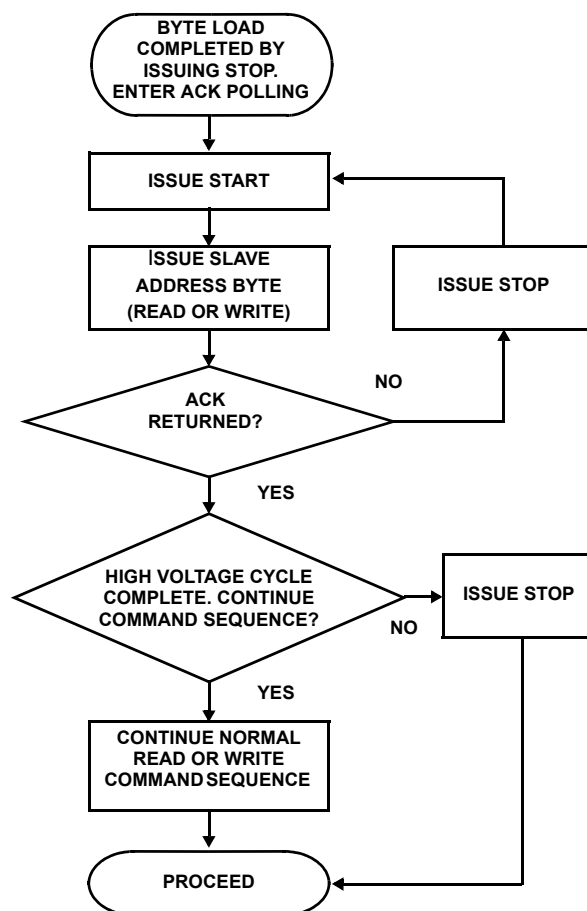 BYTE LOAD
COMPLETED BY
ISSUING STOP.
ENTER ACK POLLING
ISSUE START
ISSUE SLAVE
ADDRESS BYTE
(READ OR WRITE)
ISSUE STOP
NO
ACK
RETURNED?
YES
HIGH VOLTAGE CYCLE
COMPLETE. CONTINUE
COMMAND SEQUENCE?
ISSUE STOP
NO
YES
CONTINUE NORMAL
READ OR WRITE
COMMAND SEQUENCE
PROCEED